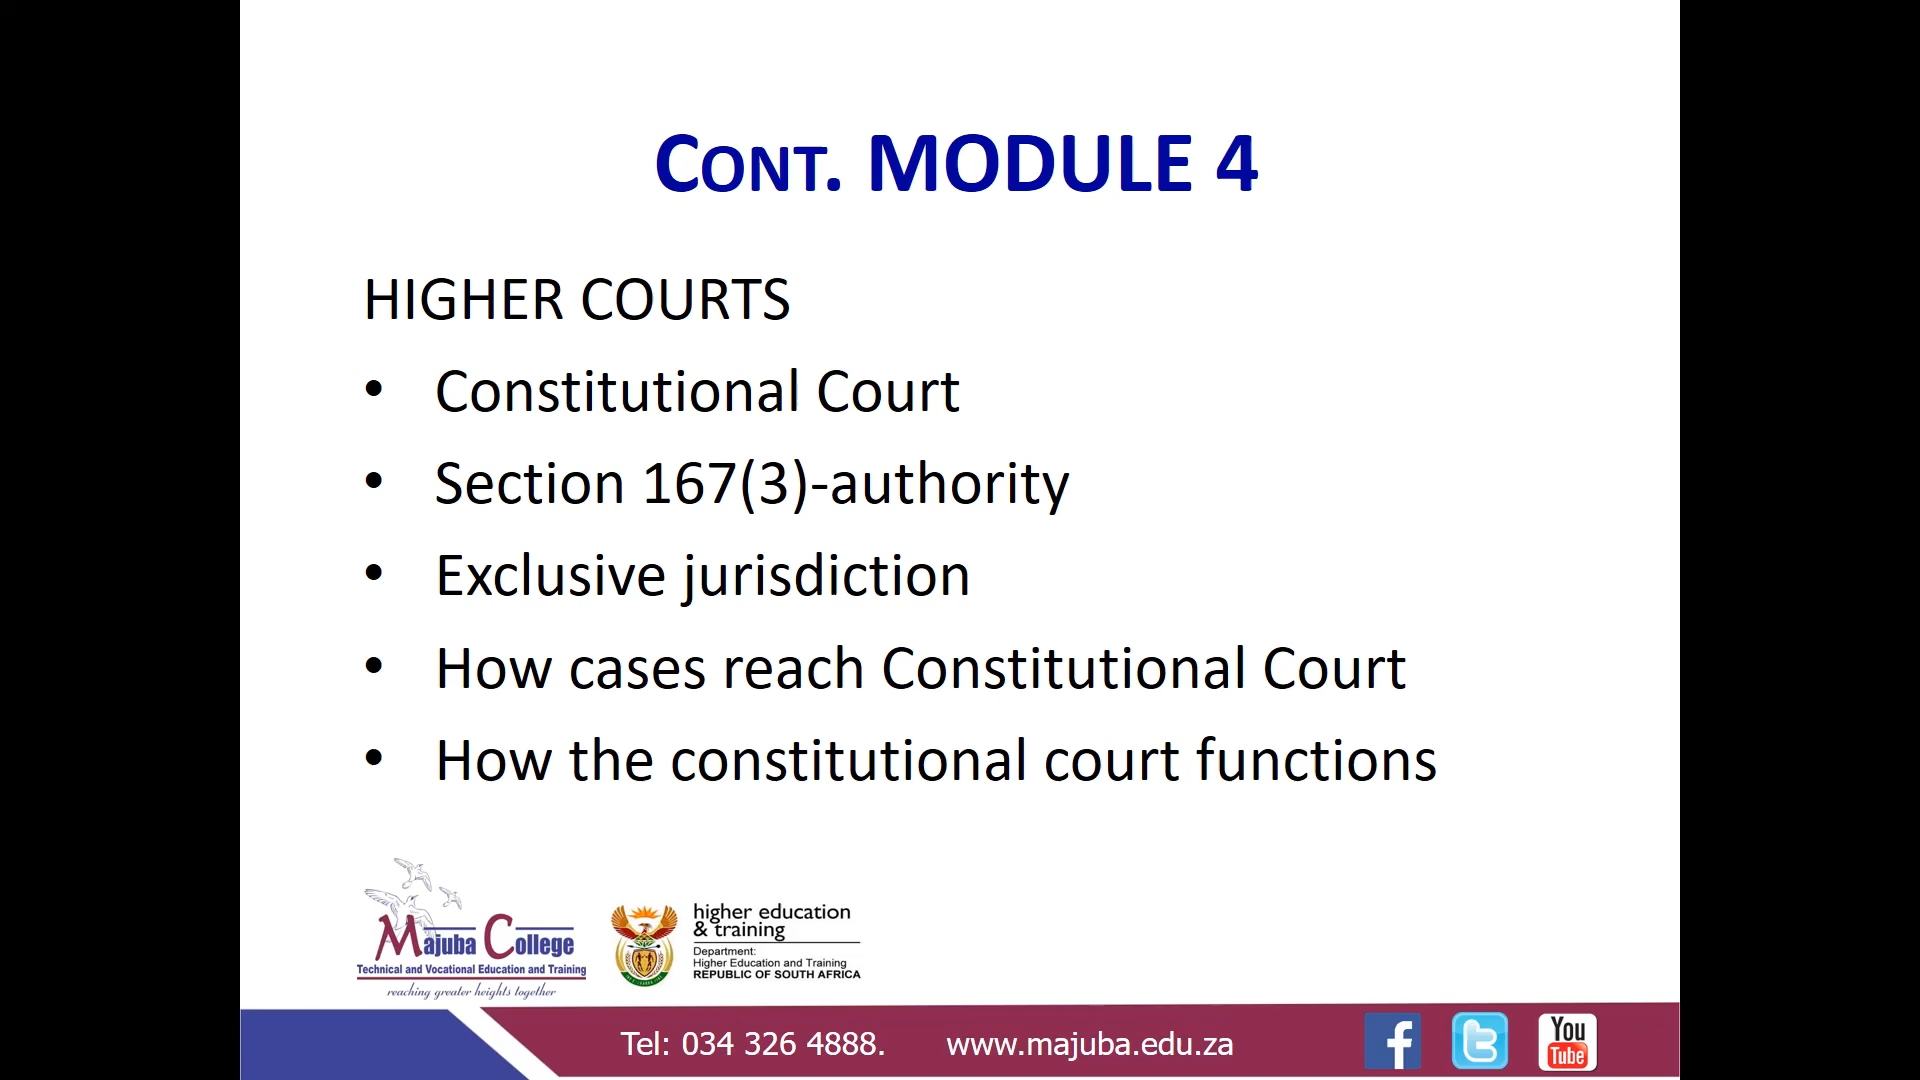 CONT. MODULE 4
HIGHER COURTS
• Constitutional Court
• Section 167(3)-authority
• Exclusive jurisdiction
• How cases reach Constitutional Court
• How the constitutional court functions
Majuba College
Technical and Vocational Education and Training
reaching greater heights together
higher education
& training
Department:
Higher Education and Training
REPUBLIC OF SOUTH AFRICA
Tel: 034 326 4888. www.majuba.edu.za
You
Tube